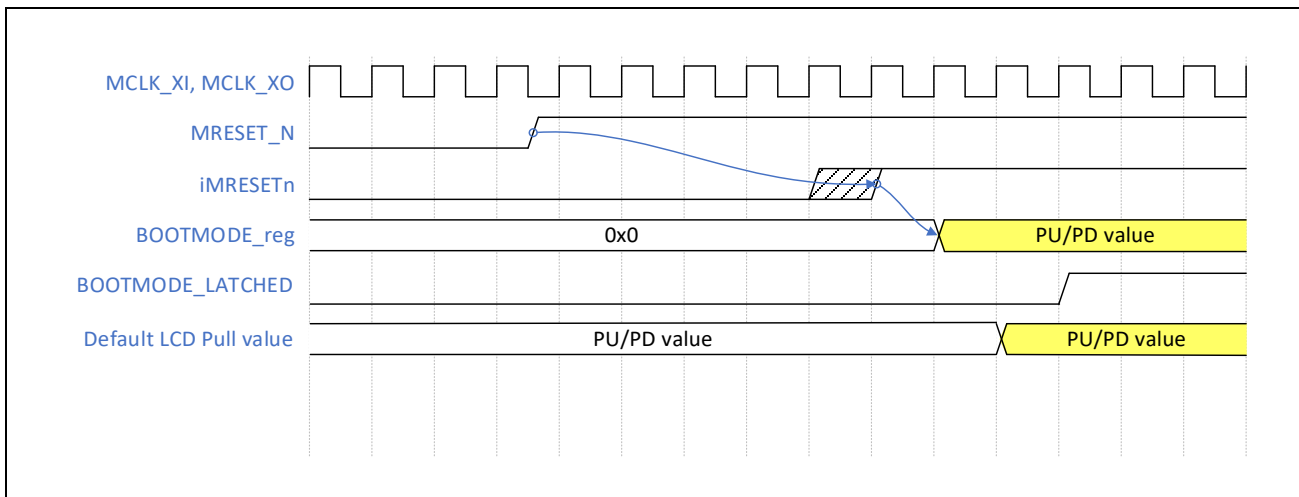 MCLK_XI, MCLK_XO
MRESET_N
iMRESETn
BOOTMODE_reg
0x0
PU/PD value
BOOTMODE_LATCHED
Default LCD Pull value
PU/PD value
PU/PD value